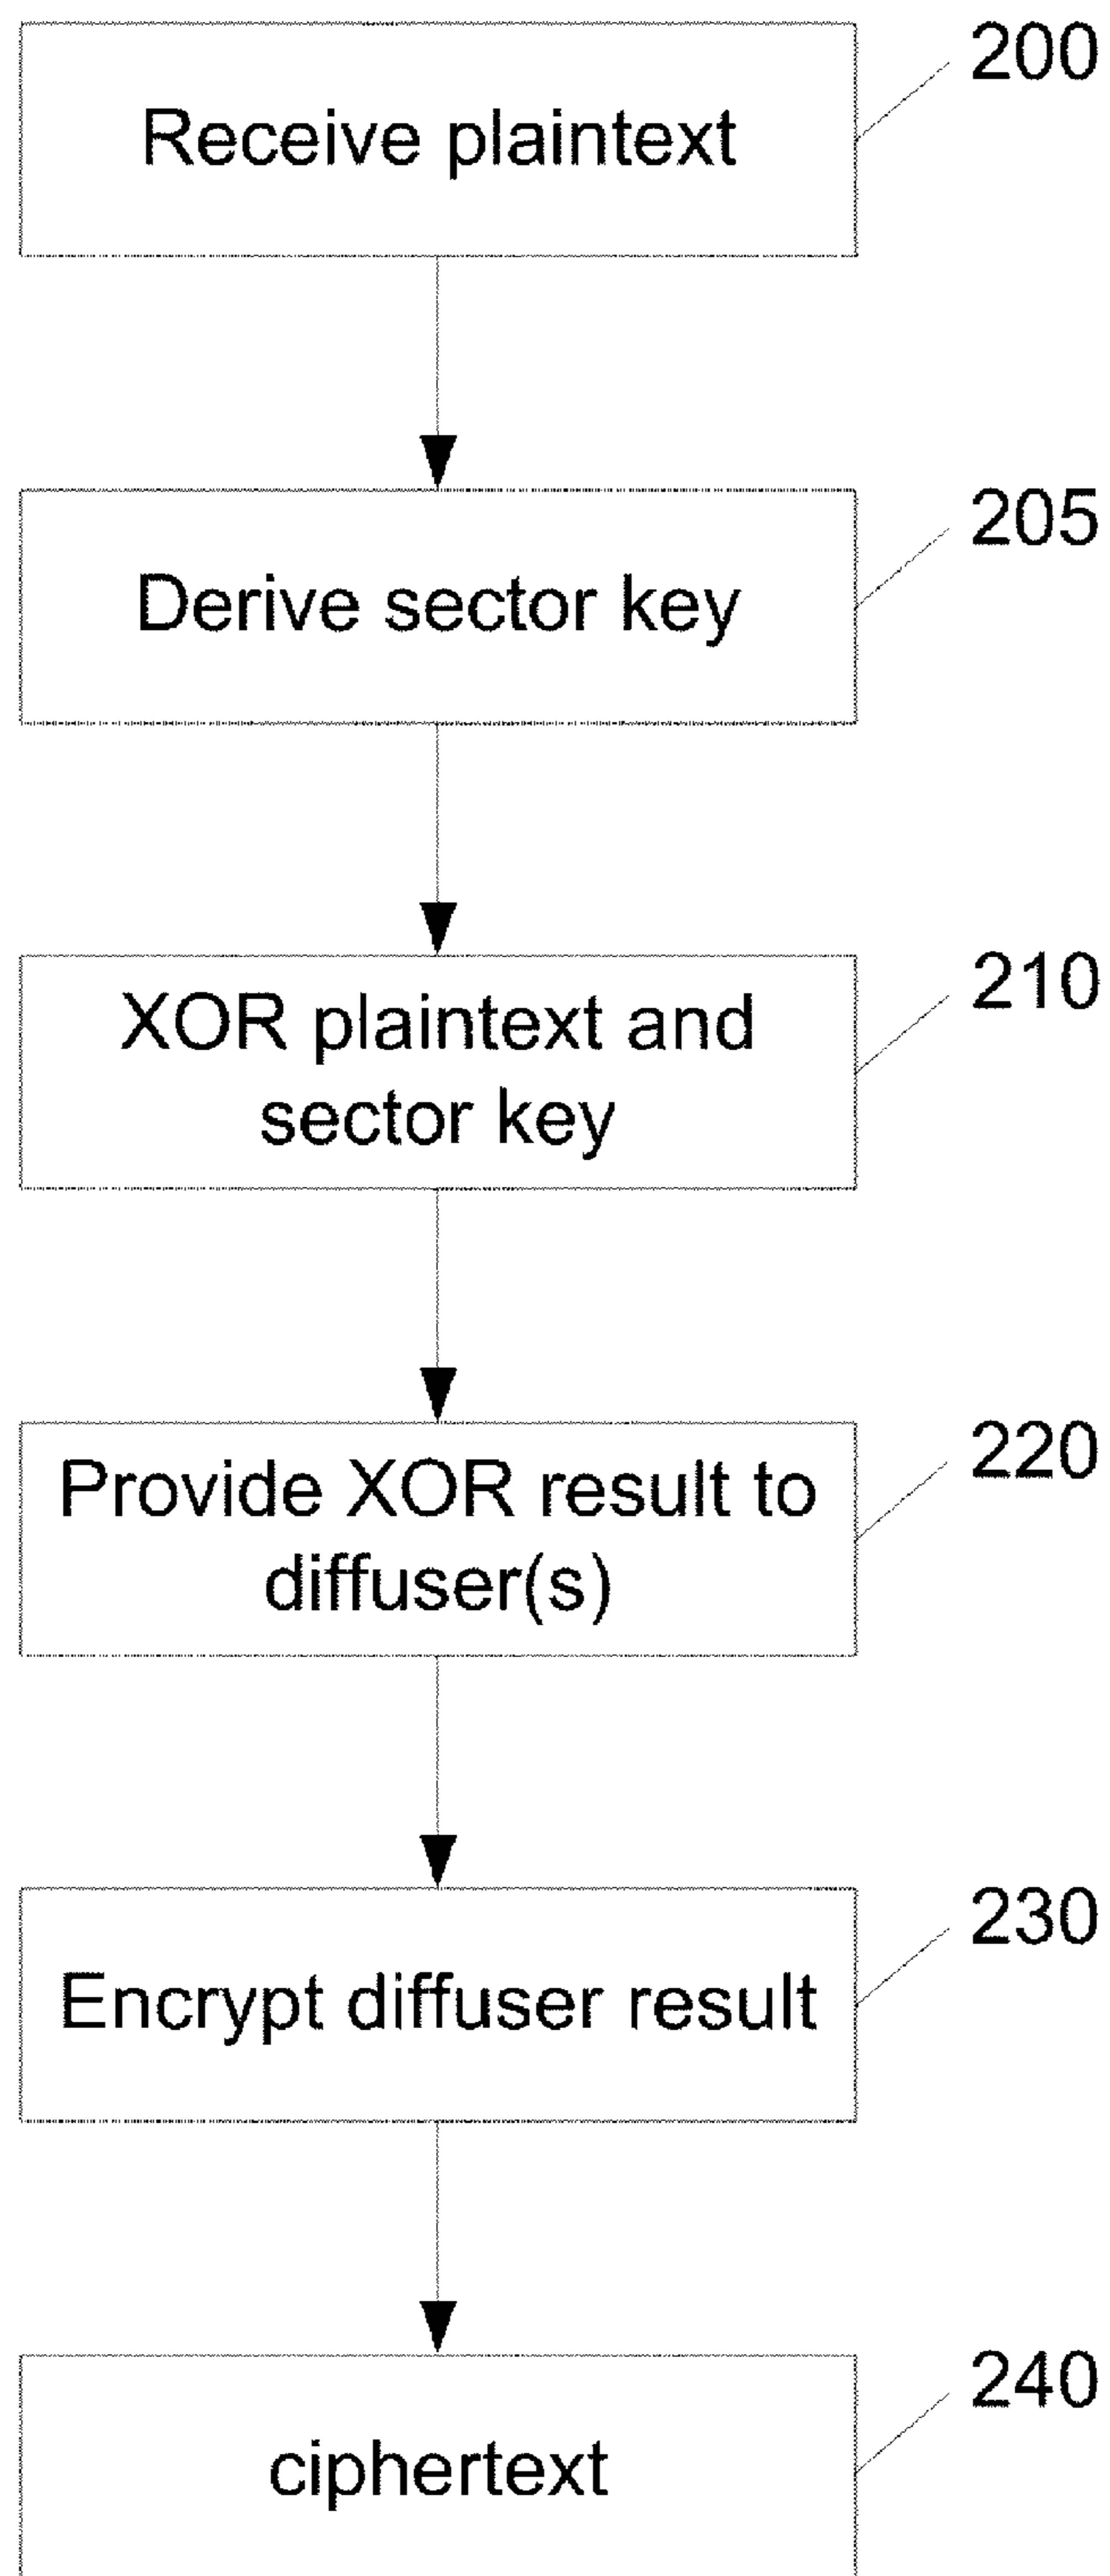 200
Receive plaintext
205
Derive sector key
210
XOR plaintext and
sector key
220
Provide XOR result to
diffuser(s)
230
Encrypt diffuser result
240
ciphertext